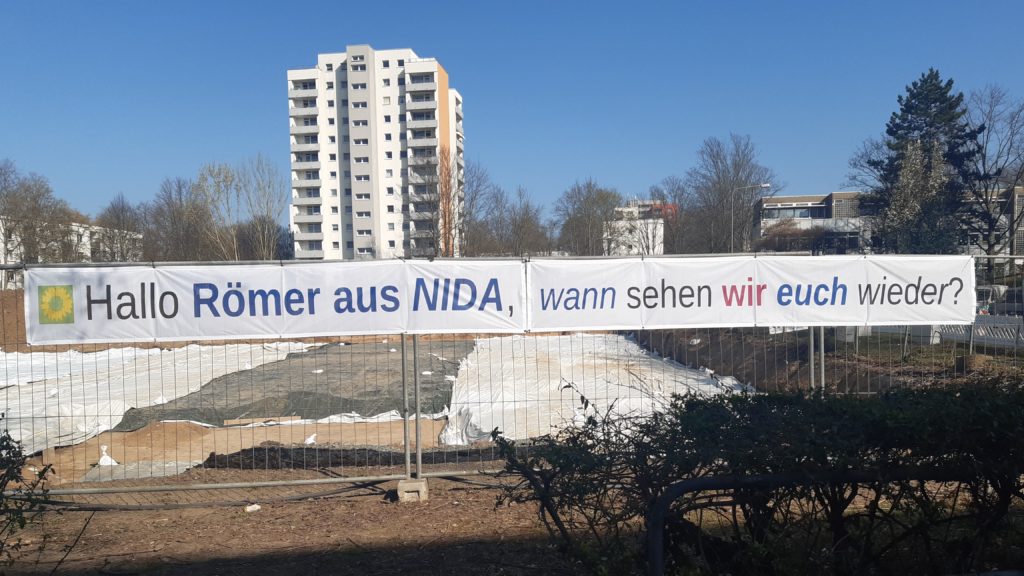 Hallo Römer aus NIDA, wann sehen wir euch wieder?